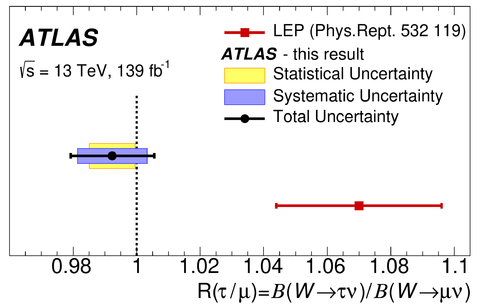 ATLAS
√s = 13 TeV, 139 fb⁻¹
LEP (Phys.Rept. 532 119)
ATLAS - this result
Statistical Uncertainty
Systematic Uncertainty
Total Uncertainty
0.98 1 1.02 1.04 1.06 1.08 1.1
R(τ/μ)=B(W→τν)/B(W→μν)